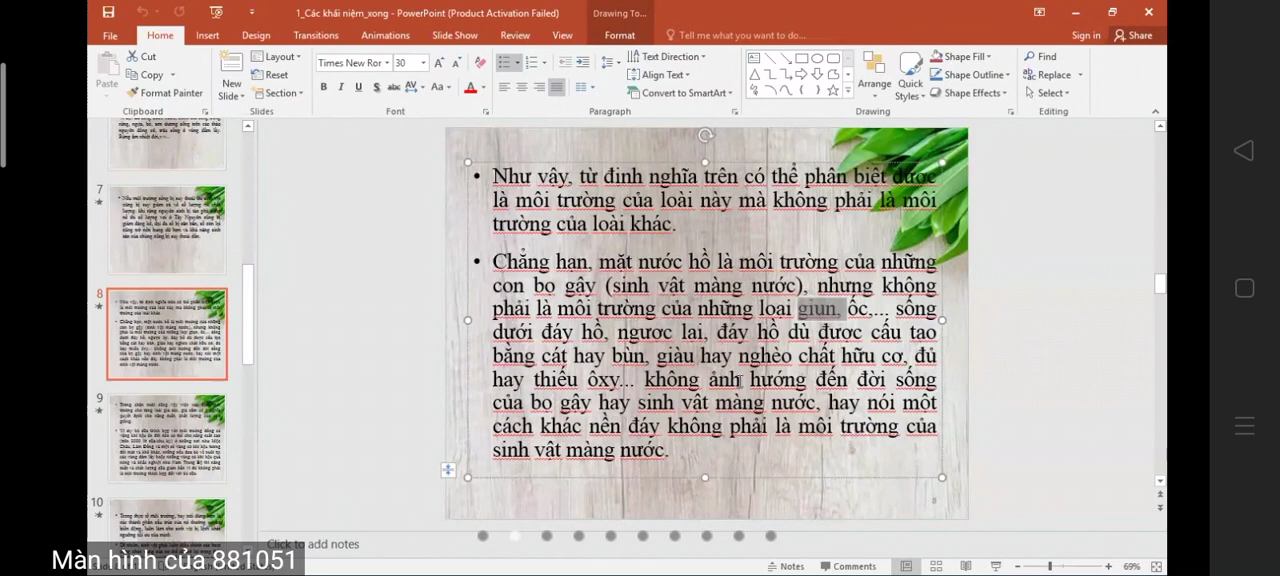 1_Các khái niệm_xong - PowerPoint (Product Activation Failed)
Drawing To...
File Home Insert Design Transitions Animations Slide Show Review View Format Tell me what you want to do... Sign in Share
Cut
Copy
Format Painter
Paste
Clipboard
New Slide
Layout
Reset
Section
Slides
Times New Ror 30
B I U S abc AV Aa A
Font
Text Direction
Align Text
Convert to SmartArt
Paragraph
Arrange
Quick Styles
Shape Fill
Shape Outline
Shape Effects
Drawing
Find
Replace
Select
Editing
7
8
9
10
• Như vậy, từ định nghĩa trên có thể phân biệt được
là môi trường của loài này mà không phải là môi
trường của loài khác.
• Chẳng hạn, mặt nước hồ là môi trường của những
con bọ gậy (sinh vật màng nước), nhưng không
phải là môi trường của những loại giun, ốc,... sống
dưới đáy hồ, ngược lại, đáy hồ dù được cấu tạo
bằng cát hay bùn, giàu hay nghèo chất hữu cơ, đủ
hay thiếu ôxy... không ảnh hướng đến đời sống
của bọ gậy hay sinh vật màng nước, hay nói một
cách khác nền đáy không phải là môi trường của
sinh vật màng nước.
8
Click to add notes
Màn hình của 881051
Notes Comments 69%